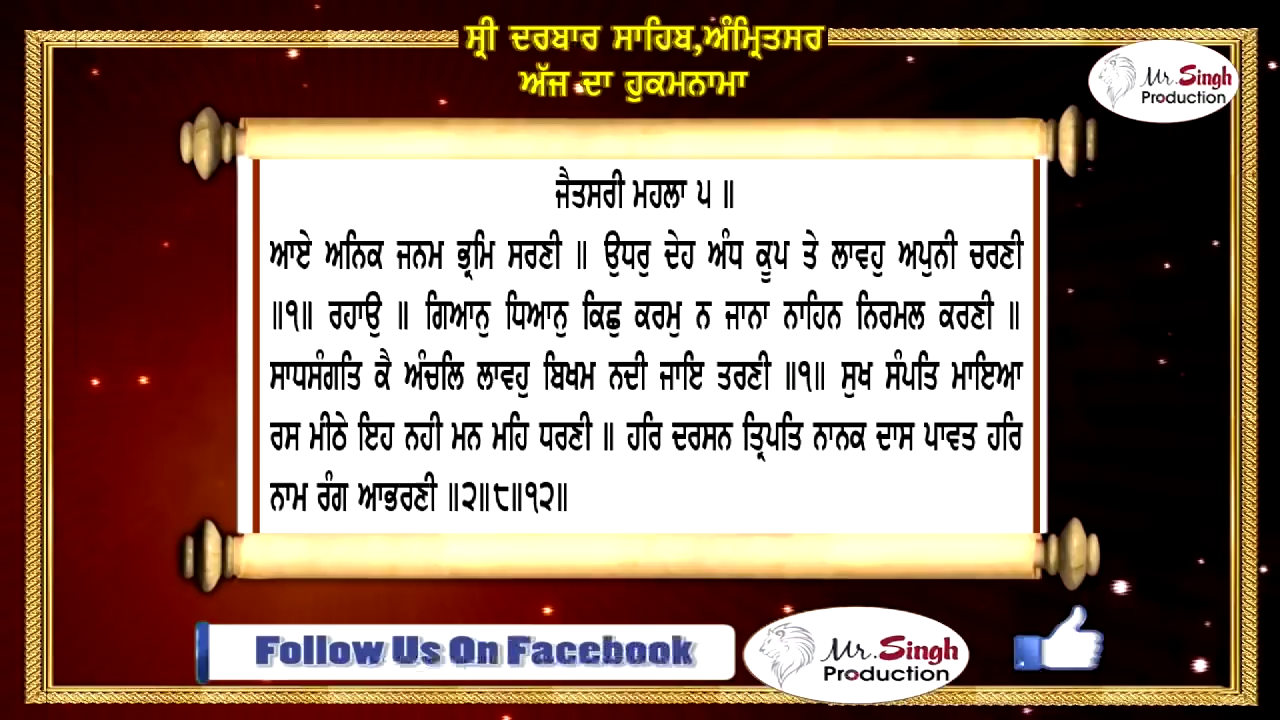 ਸ੍ਰੀ ਦਰਬਾਰ ਸਾਹਿਬ,ਅੰਮ੍ਰਿਤਸਰ
ਅੱਜ ਦਾ ਹੁਕਮਨਾਮਾ
Mr.Singh
Production
ਜੈਤਸਰੀ ਮਹਲਾ ੫ ॥
ਆਏ ਅਨਿਕ ਜਨਮ ਭ੍ਰਮਿ ਸਰਣੀ ॥ ਉਧਰੁ ਦੇਹ ਅੰਧ ਕੂਪ ਤੇ ਲਾਵਹੁ ਅਪੁਨੀ ਚਰਣੀ
॥੧॥ ਰਹਾਉ ॥ ਗਿਆਨੁ ਧਿਆਨੁ ਕਿਛੁ ਕਰਮੁ ਨ ਜਾਨਾ ਨਾਹਿਨ ਨਿਰਮਲ ਕਰਣੀ ॥
ਸਾਧਸੰਗਤਿ ਕੈ ਅੰਚਲਿ ਲਾਵਹੁ ਬਿਖਮ ਨਦੀ ਜਾਇ ਤਰਣੀ ॥੧॥ ਸੁਖ ਸੰਪਤਿ ਮਾਇਆ
ਰਸ ਮੀਠੇ ਇਹ ਨਹੀ ਮਨ ਮਹਿ ਧਰਣੀ ॥ ਹਰਿ ਦਰਸਨ ਤ੍ਰਿਪਤਿ ਨਾਨਕ ਦਾਸ ਪਾਵਤ ਹਰਿ
ਨਾਮ ਰੰਗ ਆਭਰਣੀ ॥੨॥੮॥੧੨॥
Follow Us On Facebook
Mr.Singh
Production